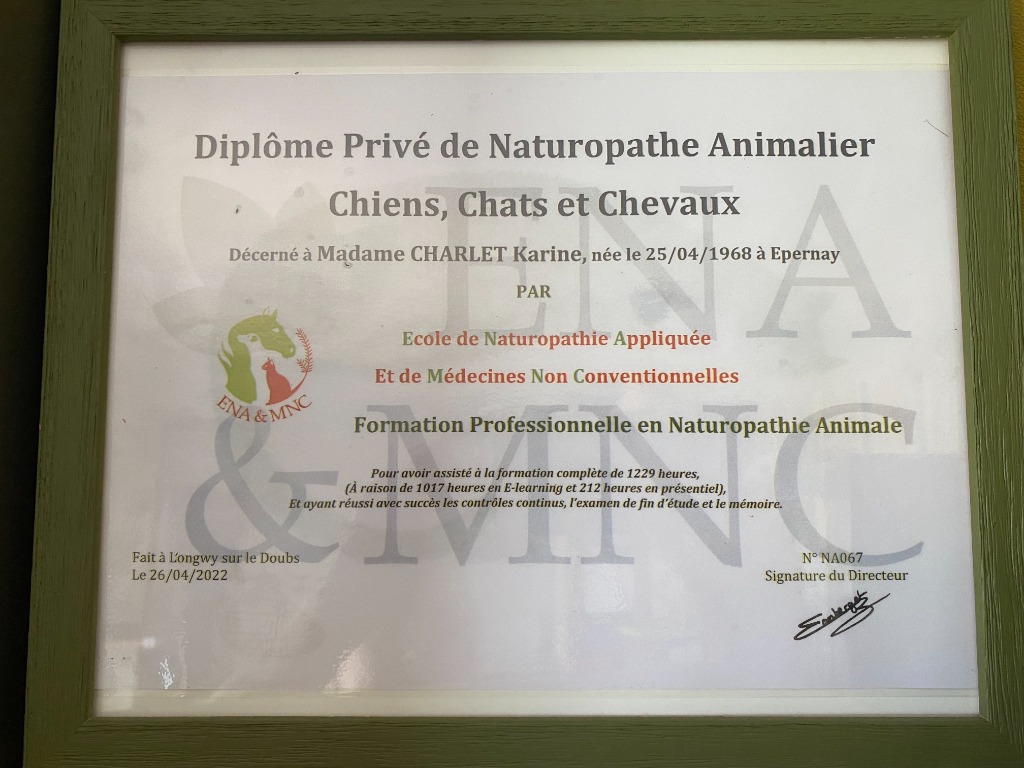 Diplôme Privé de Naturopathe Animalier
Chiens, Chats et Chevaux
Décerné à Madame CHARLET Karine, née le 25/04/1968 à Epernay
PAR
Ecole de Naturopathie Appliquée
Et de Médecines Non Conventionnelles
ENA & MNC
Formation Professionnelle en Naturopathie Animale
Pour avoir assisté à la formation complète de 1229 heures,
(À raison de 1017 heures en E-learning et 212 heures en présentiel),
Et ayant réussi avec succès les contrôles continus, l'examen de fin d'étude et le mémoire.
Fait à L'ongwy sur le Doubs
Le 26/04/2022
N° NA067
Signature du Directeur
ENA
& MNC